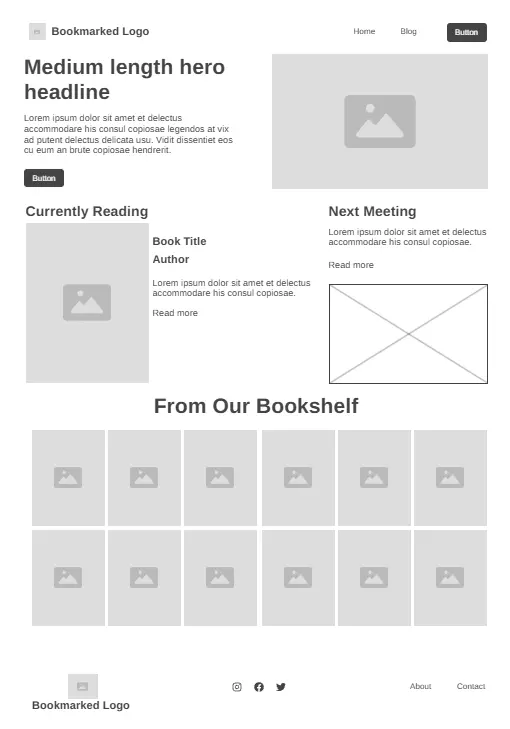 Bookmarked Logo
Home
Blog
Button
Medium length hero
headline
Lorem ipsum dolor sit amet et delectus
accommodare his consul copiosae legendos at vix
ad putent delectus delicata usu. Vidit dissentiet eos
cu eum an brute copiosae hendrerit.
Button
Currently Reading
Book Title
Author
Lorem ipsum dolor sit amet et delectus
accommodare his consul copiosae.
Read more
Next Meeting
Lorem ipsum dolor sit amet et delectus
accommodare his consul copiosae.
Read more
From Our Bookshelf
Bookmarked Logo
About
Contact